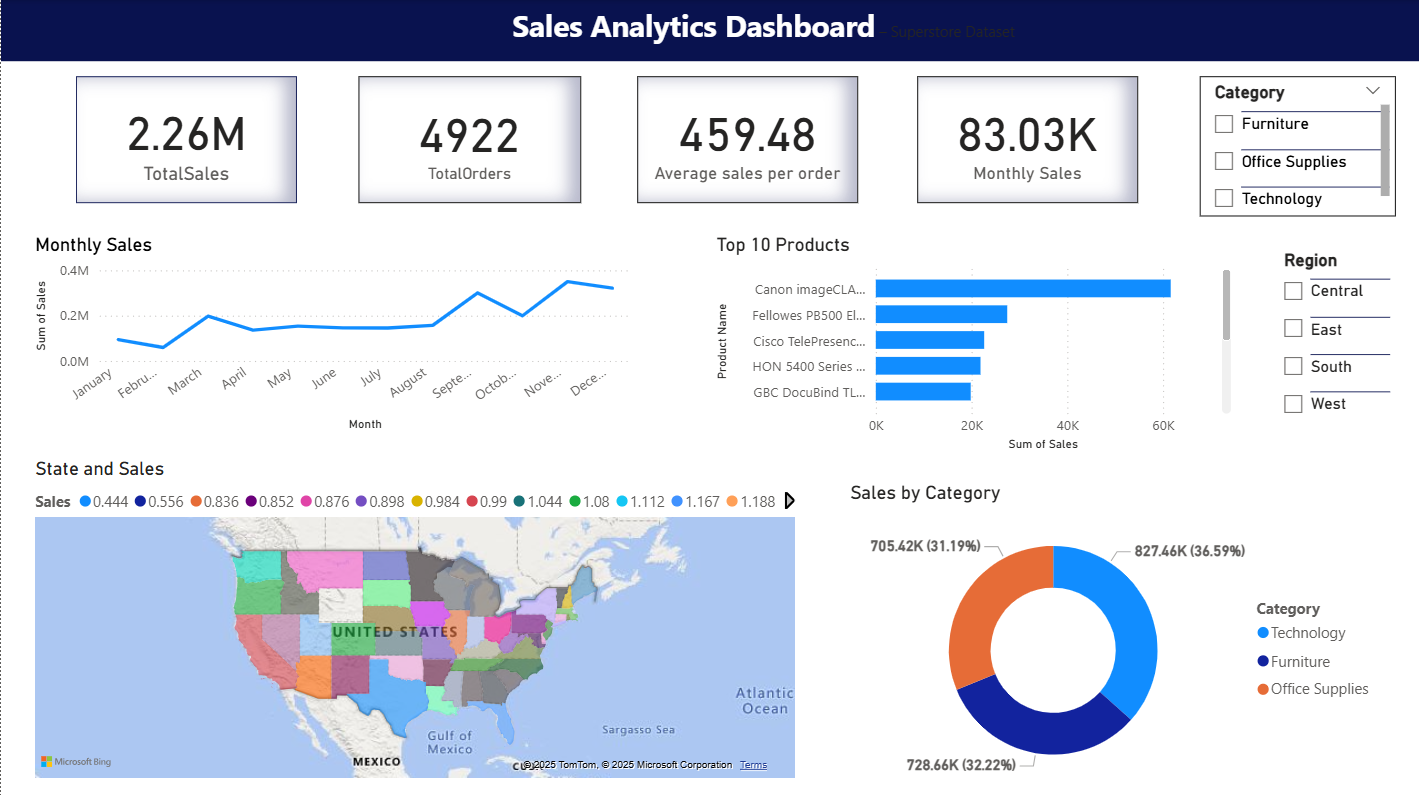 Sales Analytics Dashboard – Superstore Dataset
2.26M
TotalSales
4922
TotalOrders
459.48
Average sales per order
83.03K
Monthly Sales
Category
Furniture
Office Supplies
Technology
Monthly Sales
Sum of Sales
0.4M
0.2M
0.0M
January
Febru...
March
April
May
June
July
August
Septe...
Octob...
Nove...
Dece...
Month
Top 10 Products
Product Name
Canon imageCLA...
Fellowes PB500 El...
Cisco TelePresenc...
HON 5400 Series ...
GBC DocuBind TL...
0K
20K
40K
60K
Sum of Sales
Region
Central
East
South
West
State and Sales
Sales 0.444 0.556 0.836 0.852 0.876 0.898 0.984 0.99 1.044 1.08 1.112 1.167 1.188
UNITED STATES
Atlantic
Ocean
Sargasso Sea
Gulf of
Mexico
MEXICO
Microsoft Bing
© 2025 TomTom, © 2025 Microsoft Corporation Terms
Sales by Category
705.42K (31.19%)
827.46K (36.59%)
728.66K (32.22%)
Category
Technology
Furniture
Office Supplies